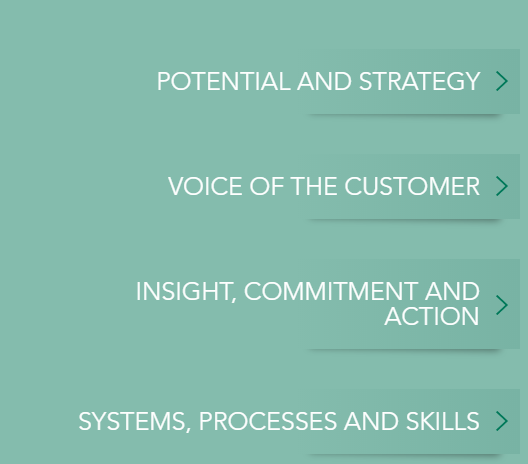 POTENTIAL AND STRATEGY
VOICE OF THE CUSTOMER
INSIGHT, COMMITMENT AND
ACTION
SYSTEMS, PROCESSES AND SKILLS